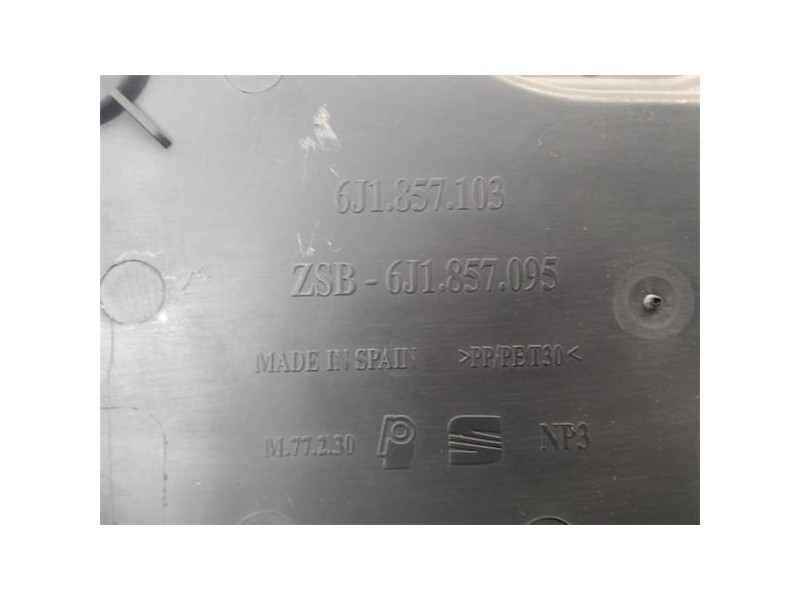 6J1.857.103
ZSB - 6J1.857.095
MADE IN SPAIN >PP/PE T30<
M.77.2.30 NP3